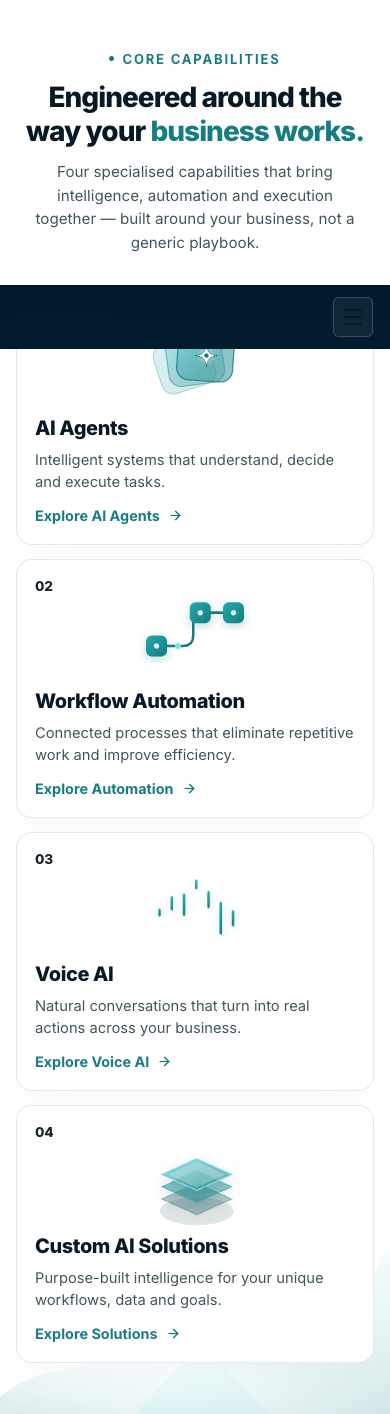 CORE CAPABILITIES
Engineered around the
way your business works.
Four specialised capabilities that bring
intelligence, automation and execution
together — built around your business, not a
generic playbook.
AI Agents
Intelligent systems that understand, decide
and execute tasks.
Explore AI Agents →
02
Workflow Automation
Connected processes that eliminate repetitive
work and improve efficiency.
Explore Automation →
03
Voice AI
Natural conversations that turn into real
actions across your business.
Explore Voice AI →
04
Custom AI Solutions
Purpose-built intelligence for your unique
workflows, data and goals.
Explore Solutions →